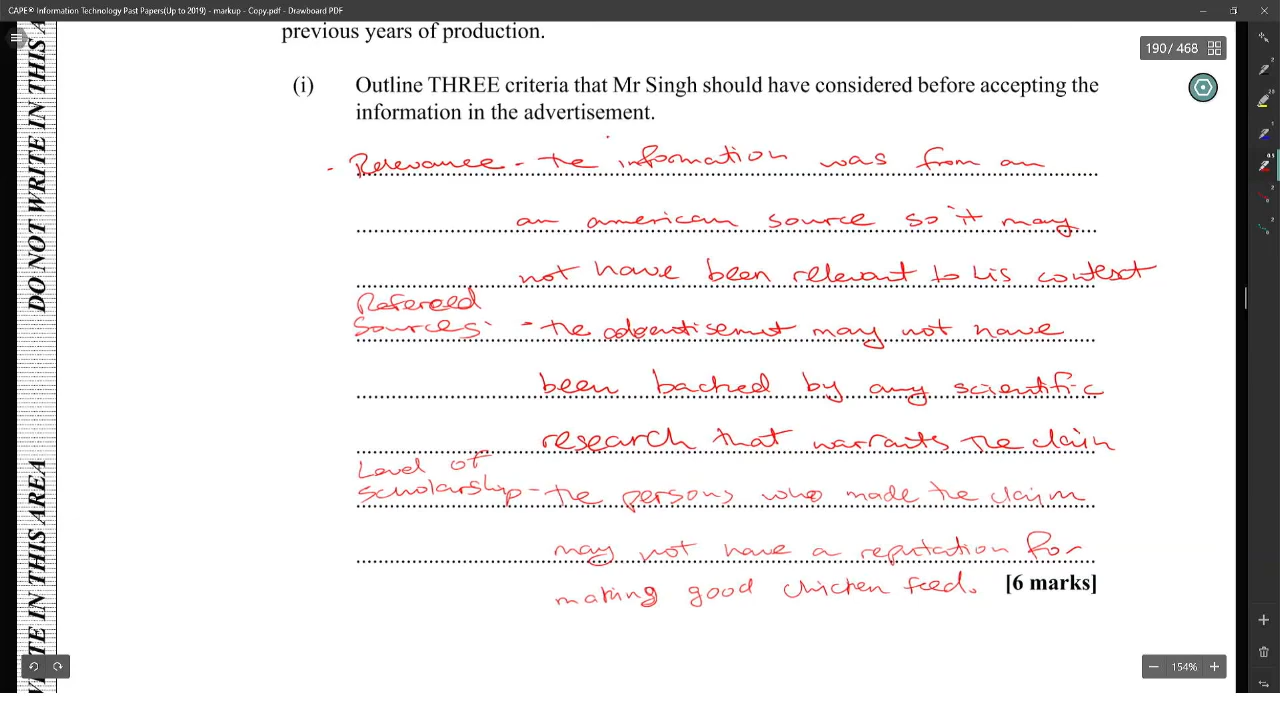 CAPE® Information Technology Past Papers(Up to 2019) - markup - Copy.pdf - Drawboard PDF
DO NOT WRITE IN THIS A
WRITE IN THIS AREA
previous years of production.
190 / 468
(i) Outline THREE criteria that Mr Singh should have considered before accepting the
information in the advertisement.
- Relevance - the information was from an
an american source so it may
not have been relevant to his context
Refereed
Sources - the advertisement may not have
been backed by any scientific
research that warrants the claim
Level of
Scholarship - the persons who made the claim
may not have a reputation for
making good chicken feed. [6 marks]
154%